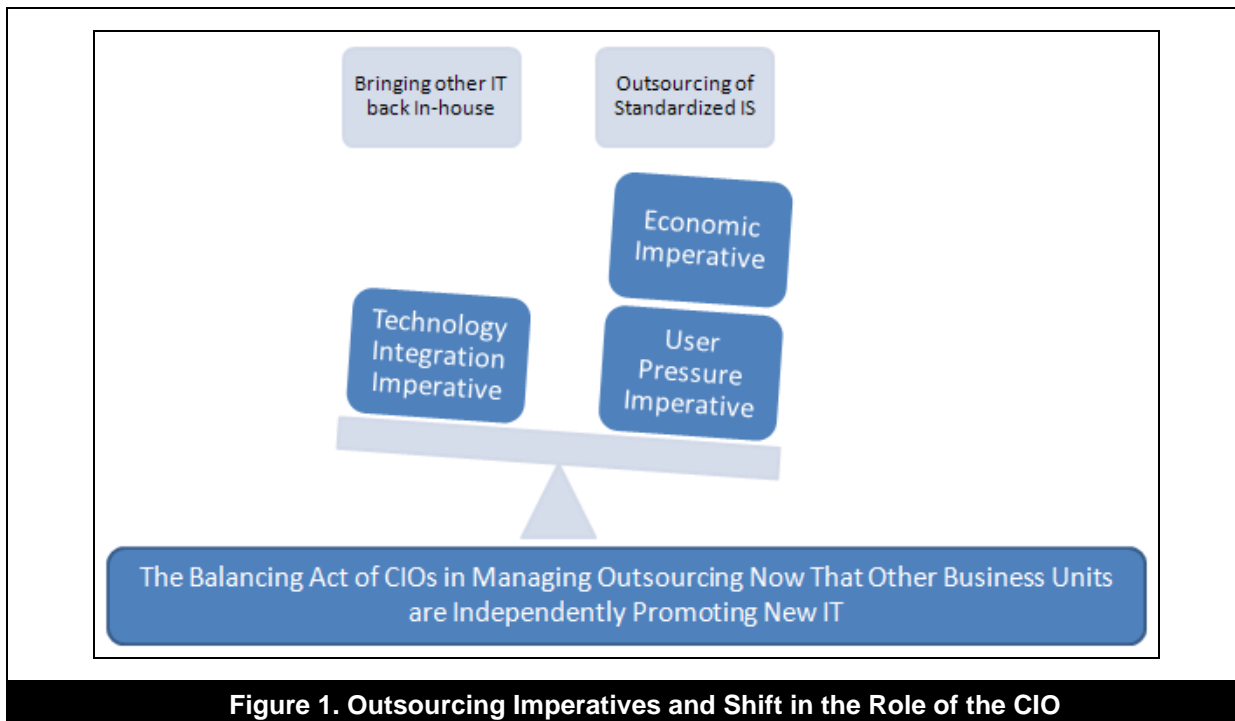 Bringing other IT
back In-house
Outsourcing of
Standardized IS
Economic
Imperative
Technology
Integration
Imperative
User
Pressure
Imperative
The Balancing Act of CIOs in Managing Outsourcing Now That Other Business Units
are Independently Promoting New IT
Figure 1. Outsourcing Imperatives and Shift in the Role of the CIO